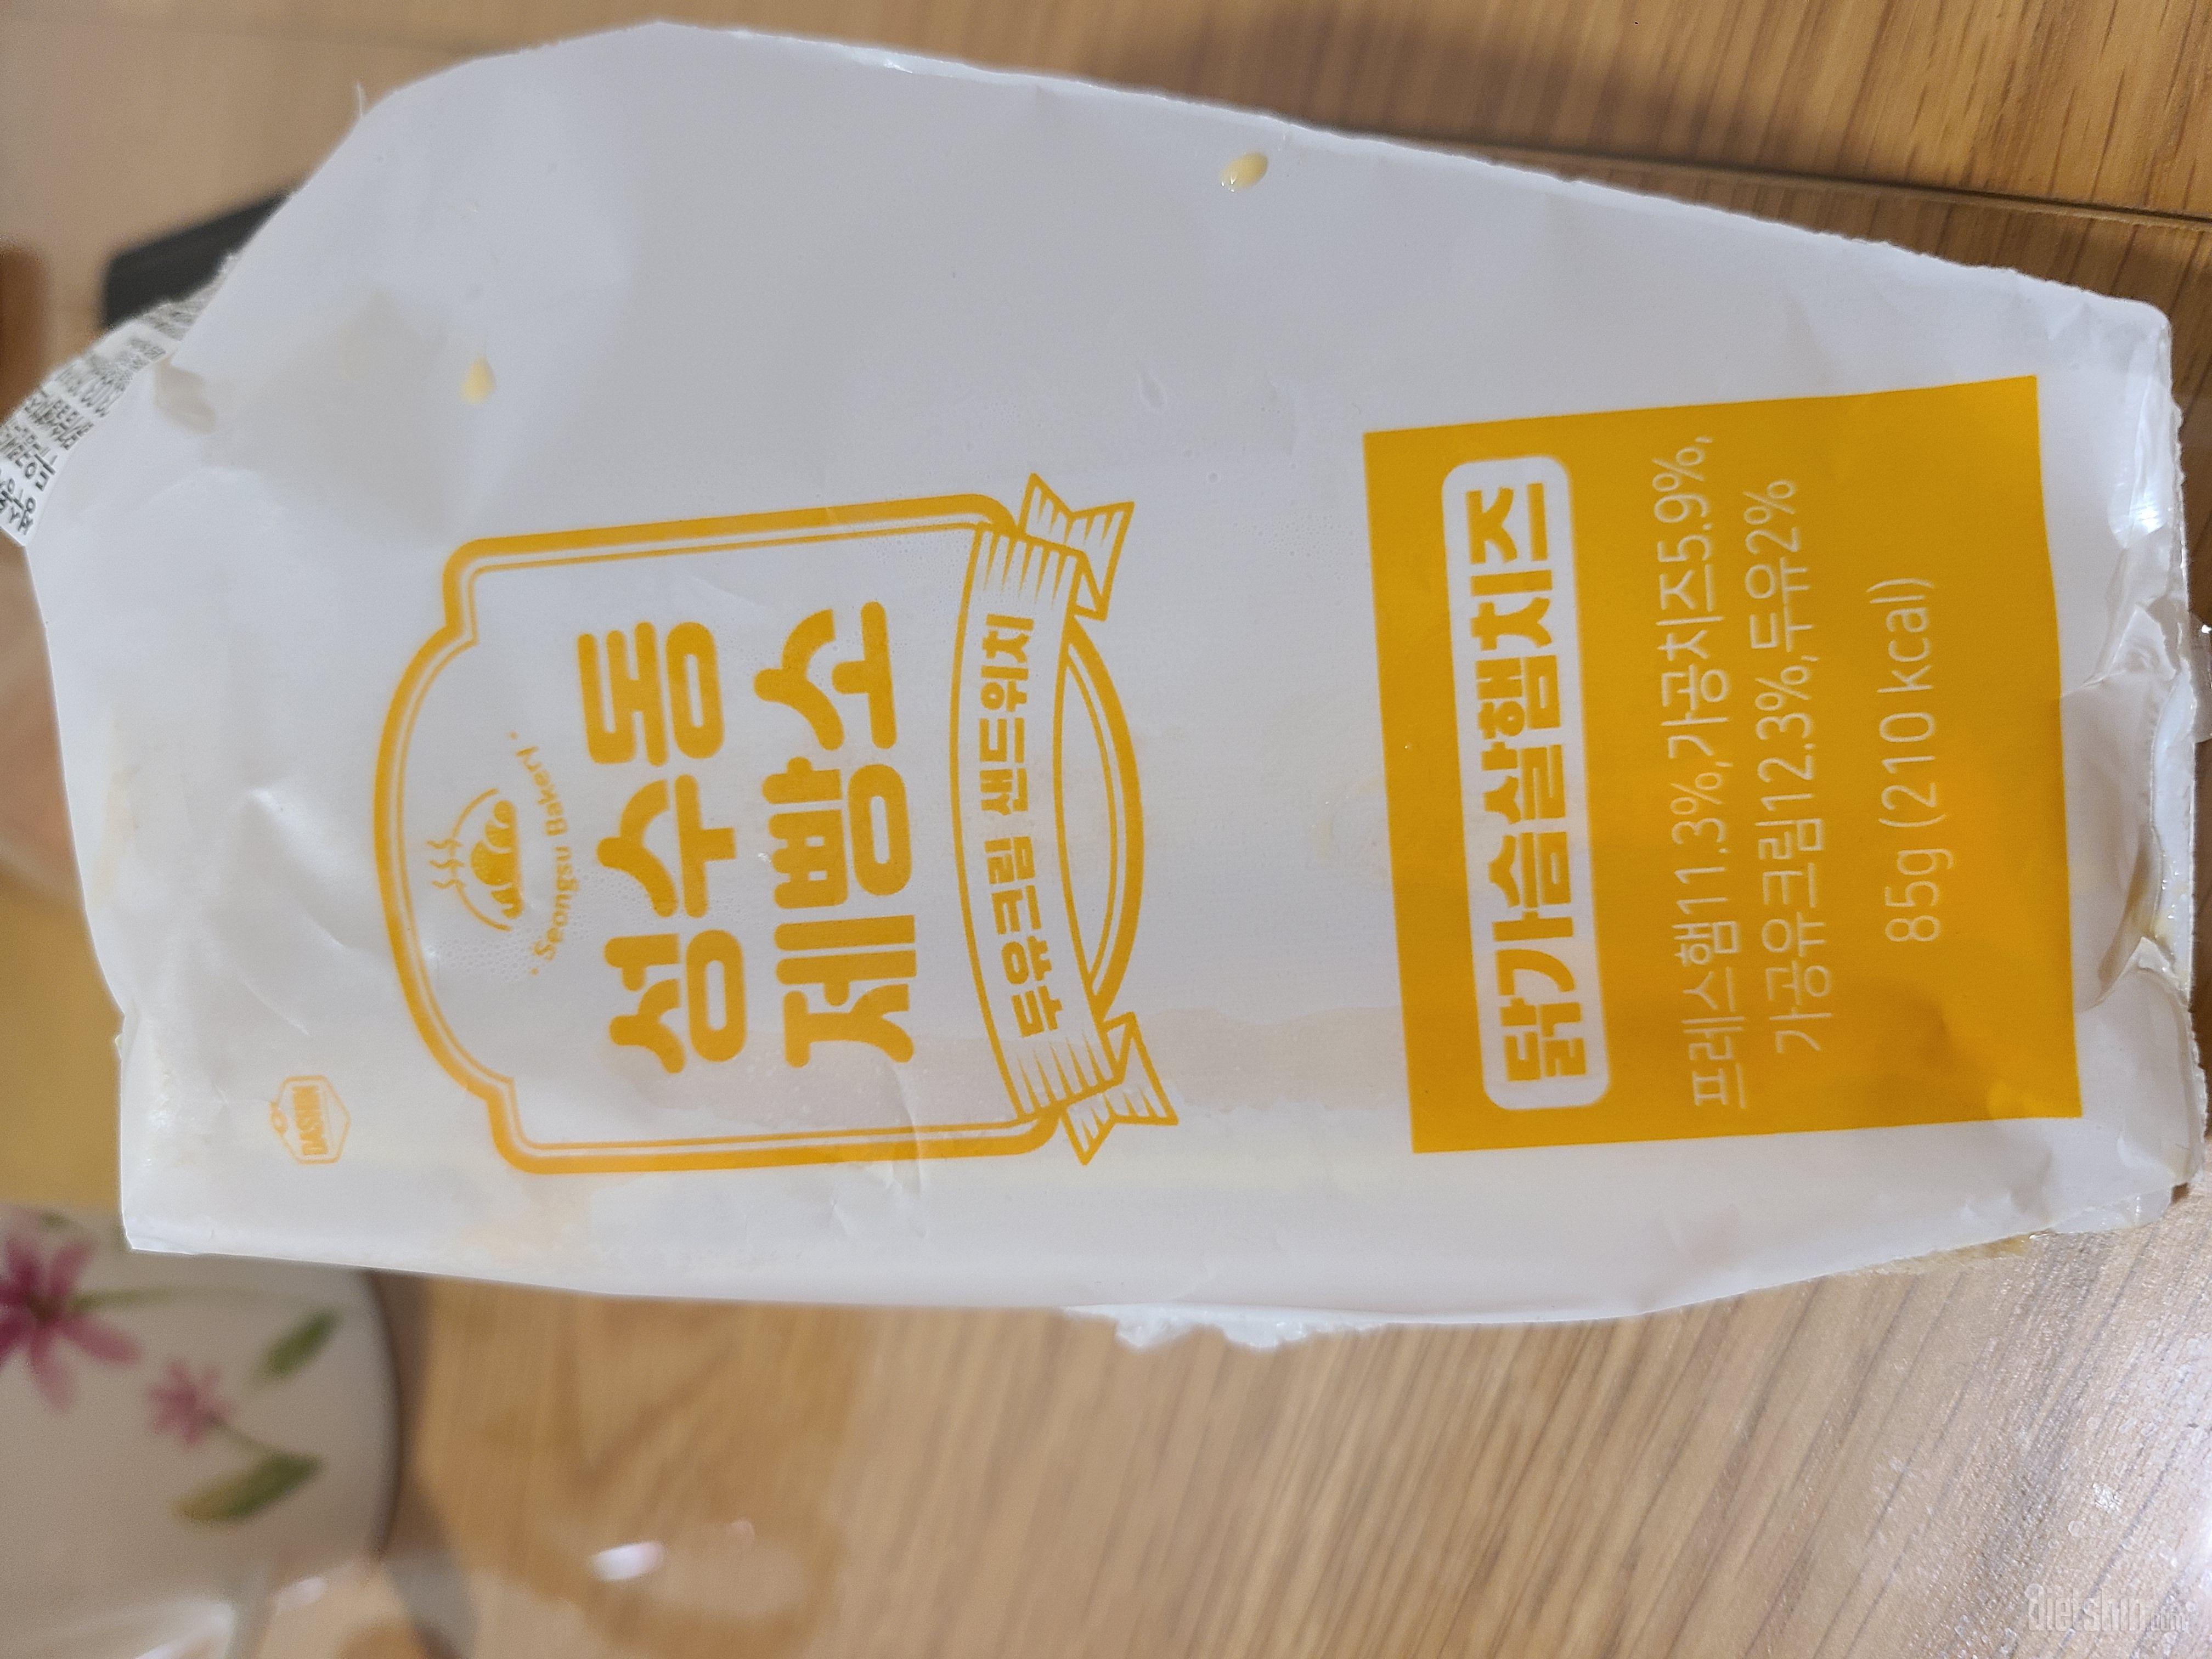 DASHIN
Seongsu Bakery
성수동
제빵소
두유크림 샌드위치
닭가슴살햄치즈
프레스햄11.3%,가공치즈5.9%,
가공유크림12.3%,두유2%
85g (210 kcal)
dietshin.com